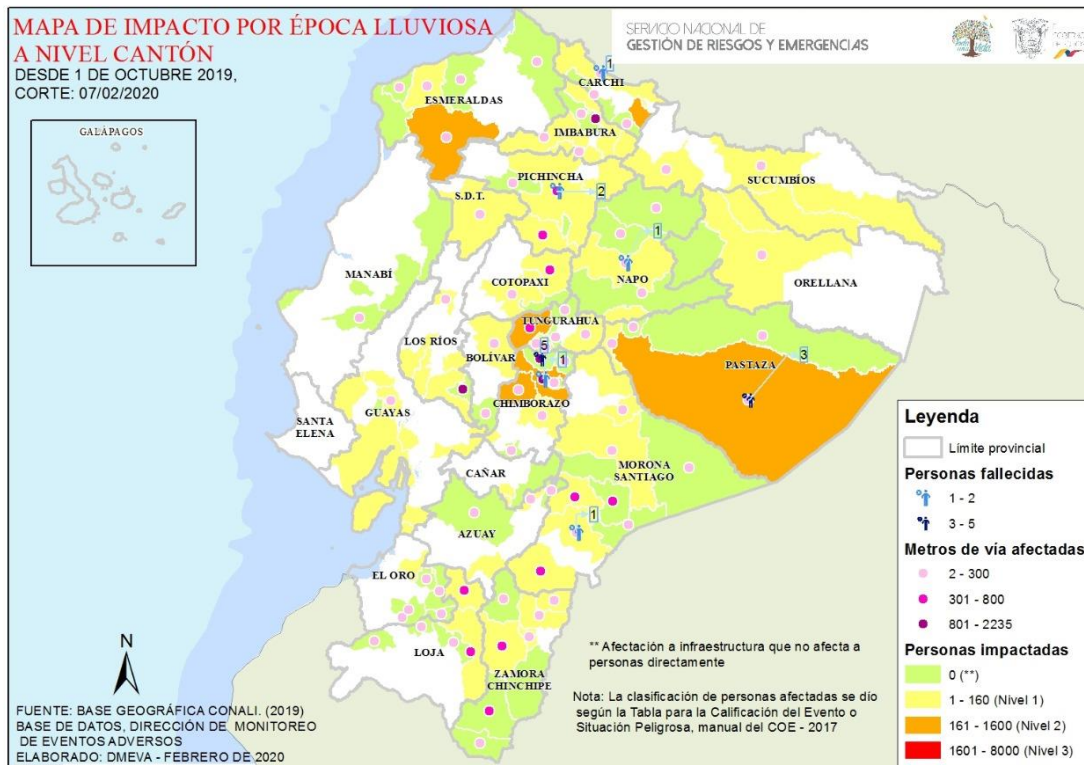 MAPA DE IMPACTO POR ÉPOCA LLUVIOSA
A NIVEL CANTÓN
DESDE 1 DE OCTUBRE 2019,
CORTE: 07/02/2020
SERVICIO NACIONAL DE
GESTIÓN DE RIESGOS Y EMERGENCIAS
GALÁPAGOS
1
CARCHI
ESMERALDAS
IMBABURA
PICHINCHA
2
SUCUMBÍOS
S.D.T.
1
MANABÍ
COTOPAXI
NAPO
ORELLANA
TUNGURAHUA
LOS RÍOS
BOLÍVAR
5
1
3
PASTAZA
CHIMBORAZO
GUAYAS
SANTA
ELENA
CAÑAR
MORONA
SANTIAGO
AZUAY
1
EL ORO
LOJA
ZAMORA
CHINCHIPE
N
FUENTE: BASE GEOGRÁFICA CONALI. (2019)
BASE DE DATOS, DIRECCIÓN DE MONITOREO
DE EVENTOS ADVERSOS
ELABORADO: DMEVA - FEBRERO DE 2020
** Afectación a infraestructura que no afecta a
personas directamente
Nota: La clasificación de personas afectadas se dío
según la Tabla para la Calificación del Evento o
Situación Peligrosa, manual del COE - 2017
Leyenda
Límite provincial
Personas fallecidas
1 - 2
3 - 5
Metros de vía afectadas
2 - 300
301 - 800
801 - 2235
Personas impactadas
0 (**)
1 - 160 (Nivel 1)
161 - 1600 (Nivel 2)
1601 - 8000 (Nivel 3)